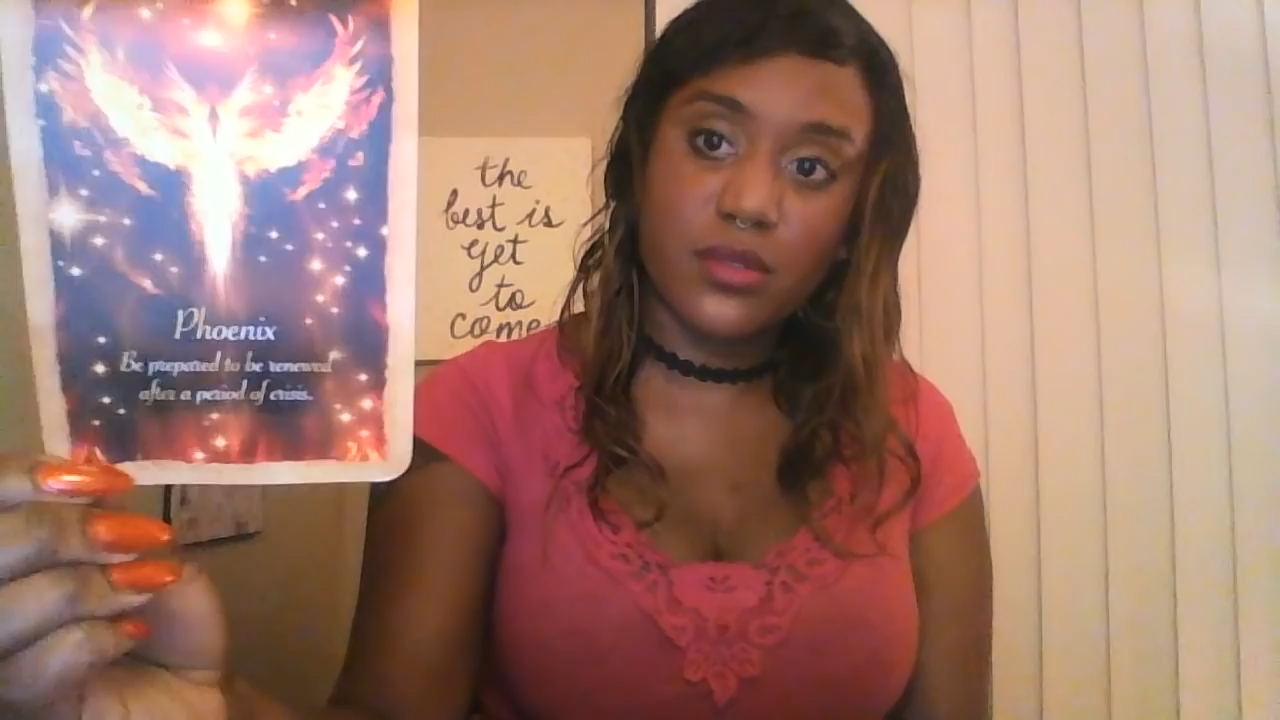 Phoenix
Be prepared to be renewed
after a period of crisis.
the
best is
yet
to
come